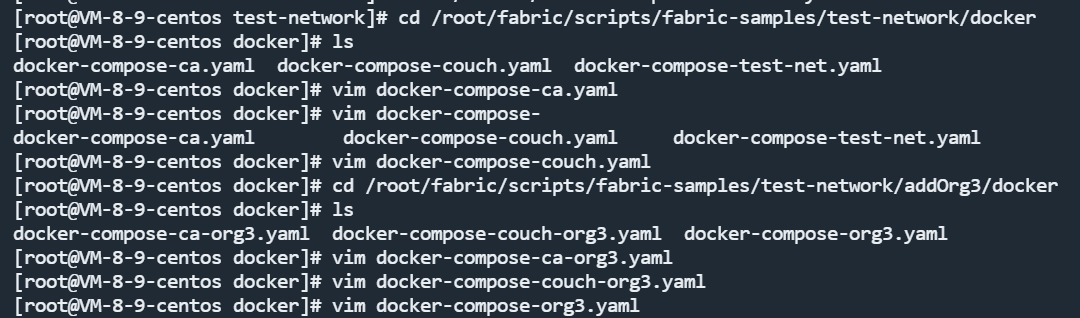 [root@VM-8-9-centos test-network]# cd /root/fabric/scripts/fabric-samples/test-network/docker
[root@VM-8-9-centos docker]# ls
docker-compose-ca.yaml  docker-compose-couch.yaml  docker-compose-test-net.yaml
[root@VM-8-9-centos docker]# vim docker-compose-ca.yaml
[root@VM-8-9-centos docker]# vim docker-compose-
docker-compose-ca.yaml        docker-compose-couch.yaml     docker-compose-test-net.yaml
[root@VM-8-9-centos docker]# vim docker-compose-couch.yaml
[root@VM-8-9-centos docker]# cd /root/fabric/scripts/fabric-samples/test-network/addOrg3/docker
[root@VM-8-9-centos docker]# ls
docker-compose-ca-org3.yaml  docker-compose-couch-org3.yaml  docker-compose-org3.yaml
[root@VM-8-9-centos docker]# vim docker-compose-ca-org3.yaml
[root@VM-8-9-centos docker]# vim docker-compose-couch-org3.yaml
[root@VM-8-9-centos docker]# vim docker-compose-org3.yaml